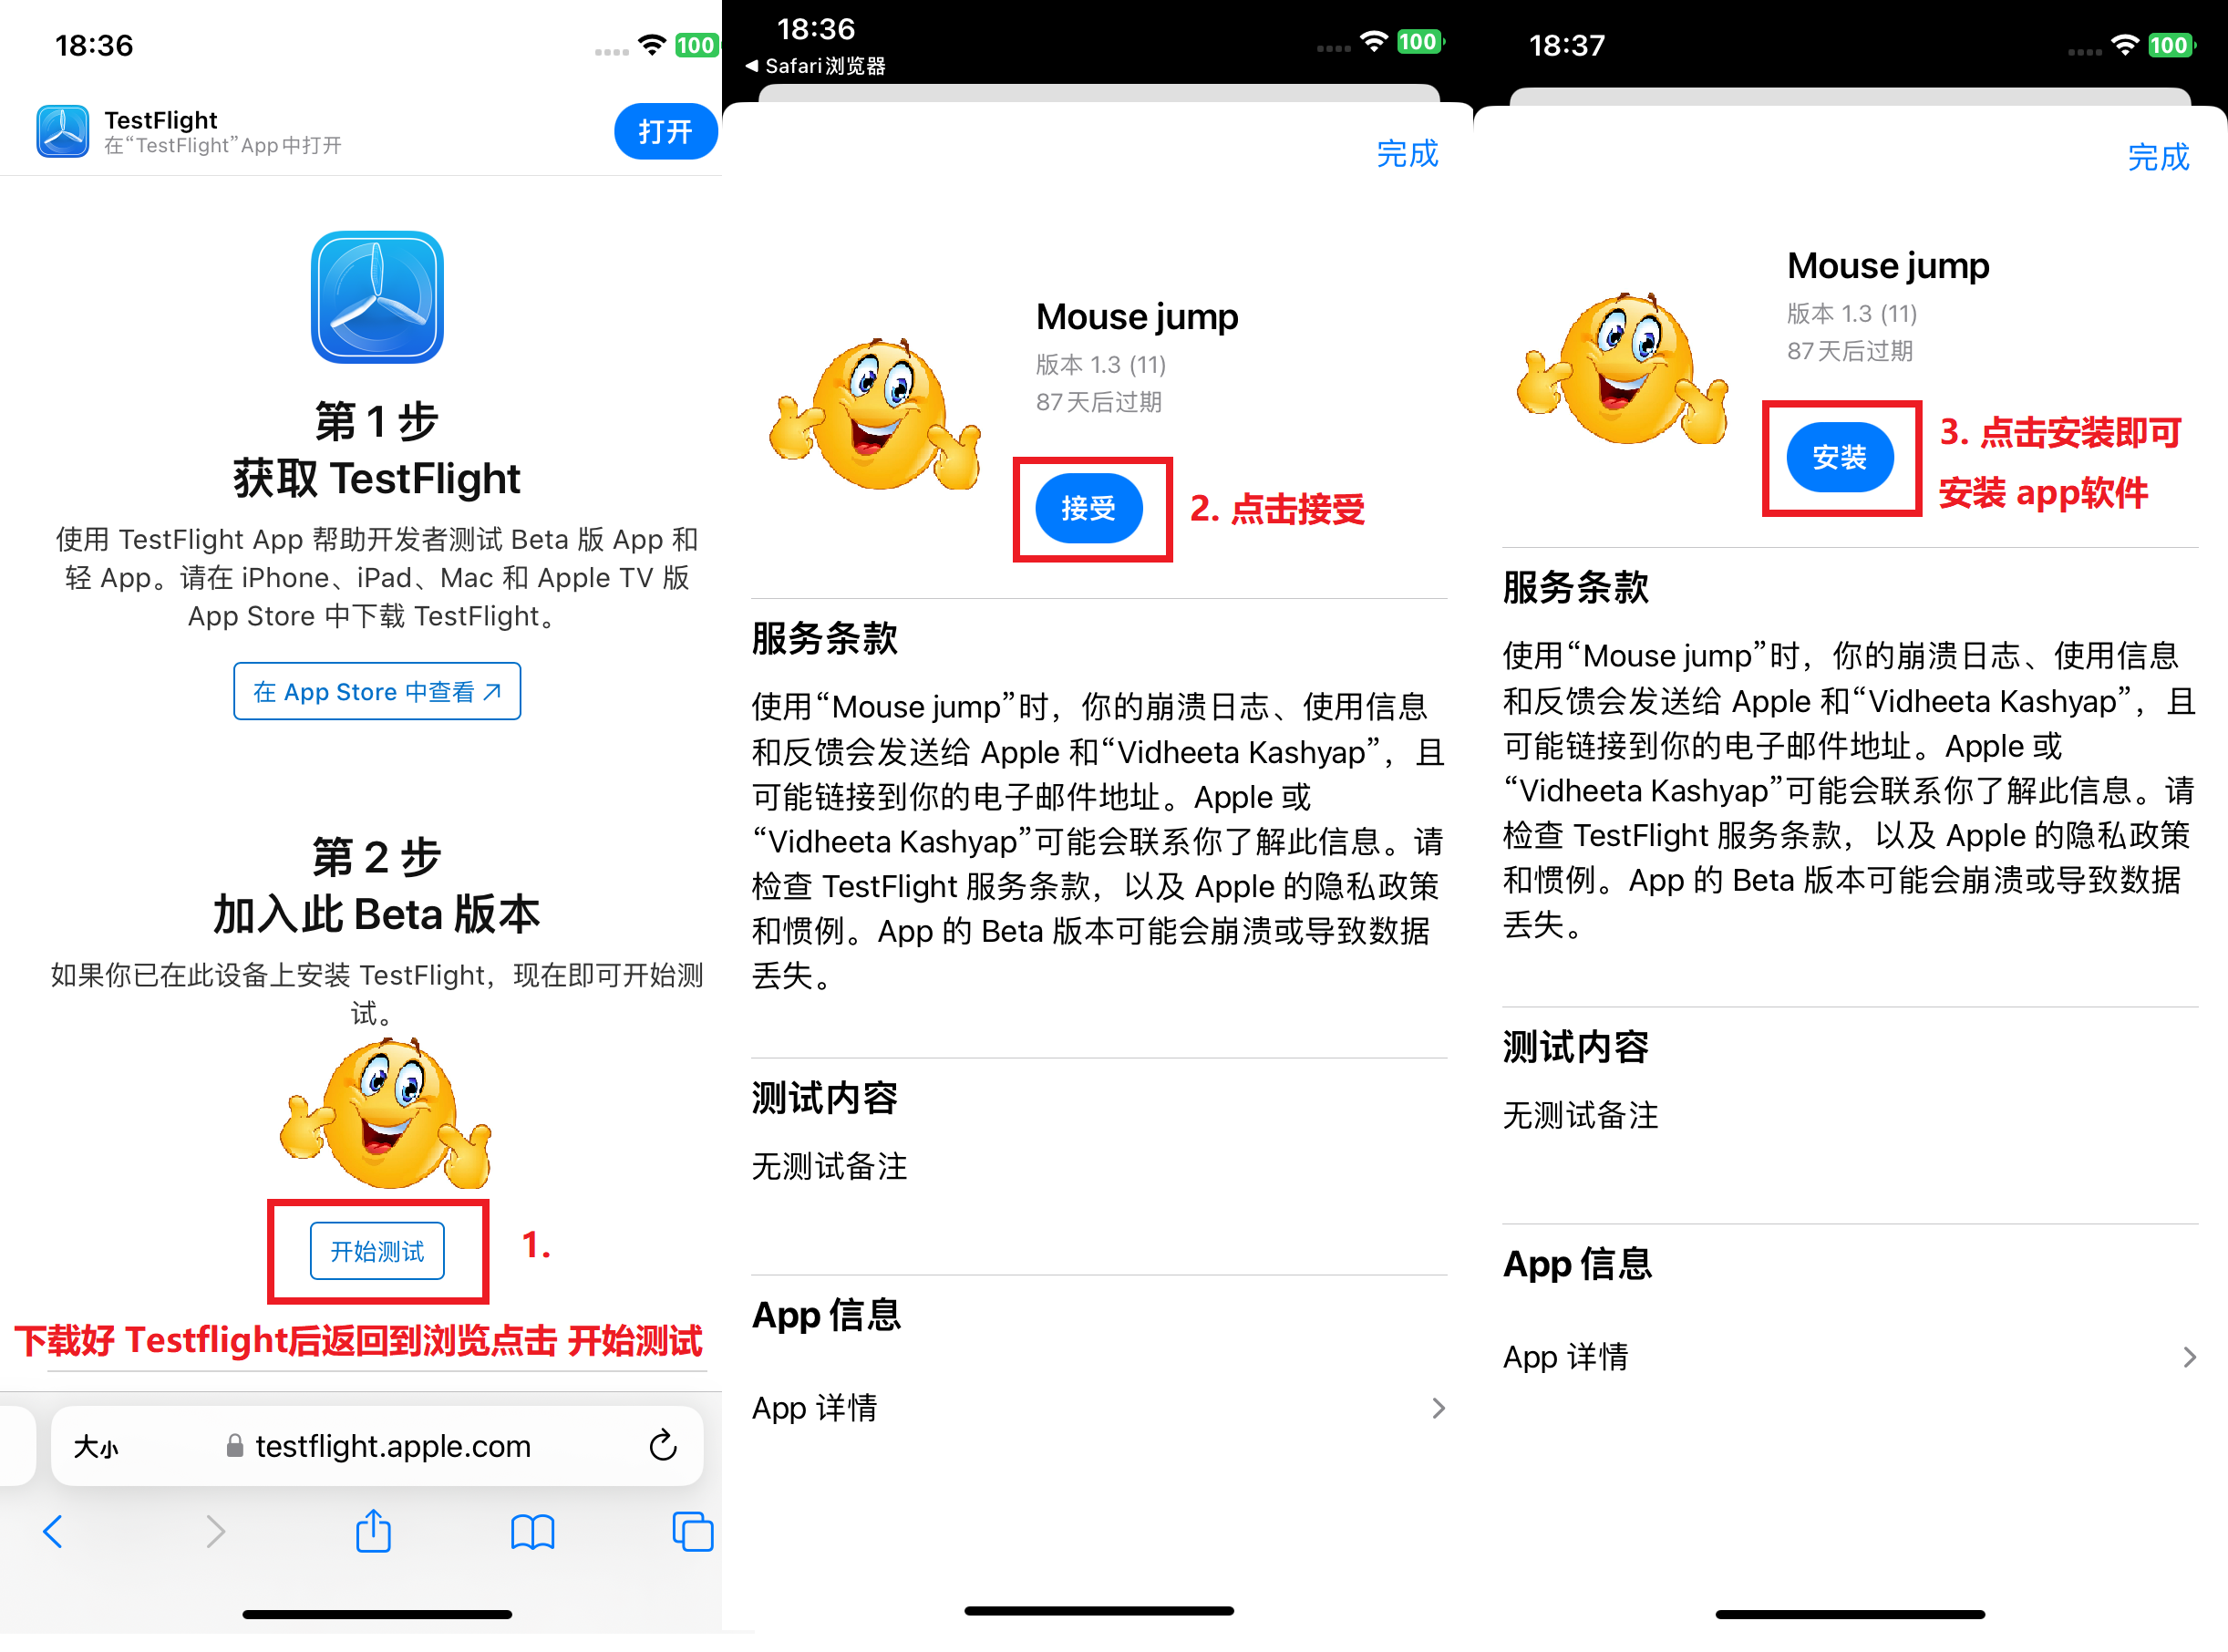 18:36
100
TestFlight
在“TestFlight”App中打开
打开
第 1 步
获取 TestFlight
使用 TestFlight App 帮助开发者测试 Beta 版 App 和
轻 App。请在 iPhone、iPad、Mac 和 Apple TV 版
App Store 中下载 TestFlight。
在 App Store 中查看
第 2 步
加入此 Beta 版本
如果你已在此设备上安装 TestFlight，现在即可开始测
试。
开始测试
1.
下载好 Testflight后返回到浏览点击 开始测试
大小
testflight.apple.com
18:36
100
Safari浏览器
完成
Mouse jump
版本 1.3 (11)
87天后过期
接受
2. 点击接受
服务条款
使用“Mouse jump”时，你的崩溃日志、使用信息
和反馈会发送给 Apple 和“Vidheeta Kashyap”，且
可能链接到你的电子邮件地址。Apple 或
“Vidheeta Kashyap”可能会联系你了解此信息。请
检查 TestFlight 服务条款，以及 Apple 的隐私政策
和惯例。App 的 Beta 版本可能会崩溃或导致数据
丢失。
测试内容
无测试备注
App 信息
App 详情
18:37
100
完成
Mouse jump
版本 1.3 (11)
87天后过期
安装
3. 点击安装即可
安装 app软件
服务条款
使用“Mouse jump”时，你的崩溃日志、使用信息
和反馈会发送给 Apple 和“Vidheeta Kashyap”，且
可能链接到你的电子邮件地址。Apple 或
“Vidheeta Kashyap”可能会联系你了解此信息。请
检查 TestFlight 服务条款，以及 Apple 的隐私政策
和惯例。App 的 Beta 版本可能会崩溃或导致数据
丢失。
测试内容
无测试备注
App 信息
App 详情